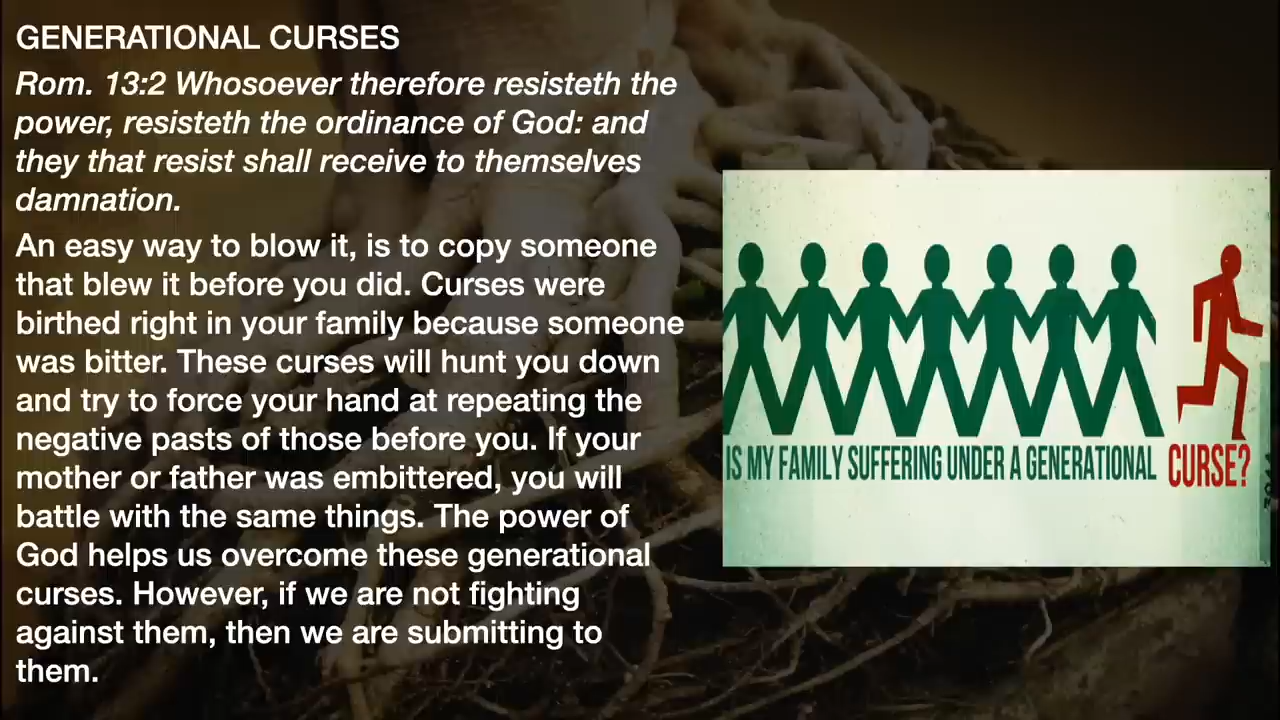 GENERATIONAL CURSES
Rom. 13:2 Whosoever therefore resisteth the
power, resisteth the ordinance of God: and
they that resist shall receive to themselves
damnation.
An easy way to blow it, is to copy someone
that blew it before you did. Curses were
birthed right in your family because someone
was bitter. These curses will hunt you down
and try to force your hand at repeating the
negative pasts of those before you. If your
mother or father was embittered, you will
battle with the same things. The power of
God helps us overcome these generational
curses. However, if we are not fighting
against them, then we are submitting to
them.
IS MY FAMILY SUFFERING UNDER A GENERATIONAL CURSE?